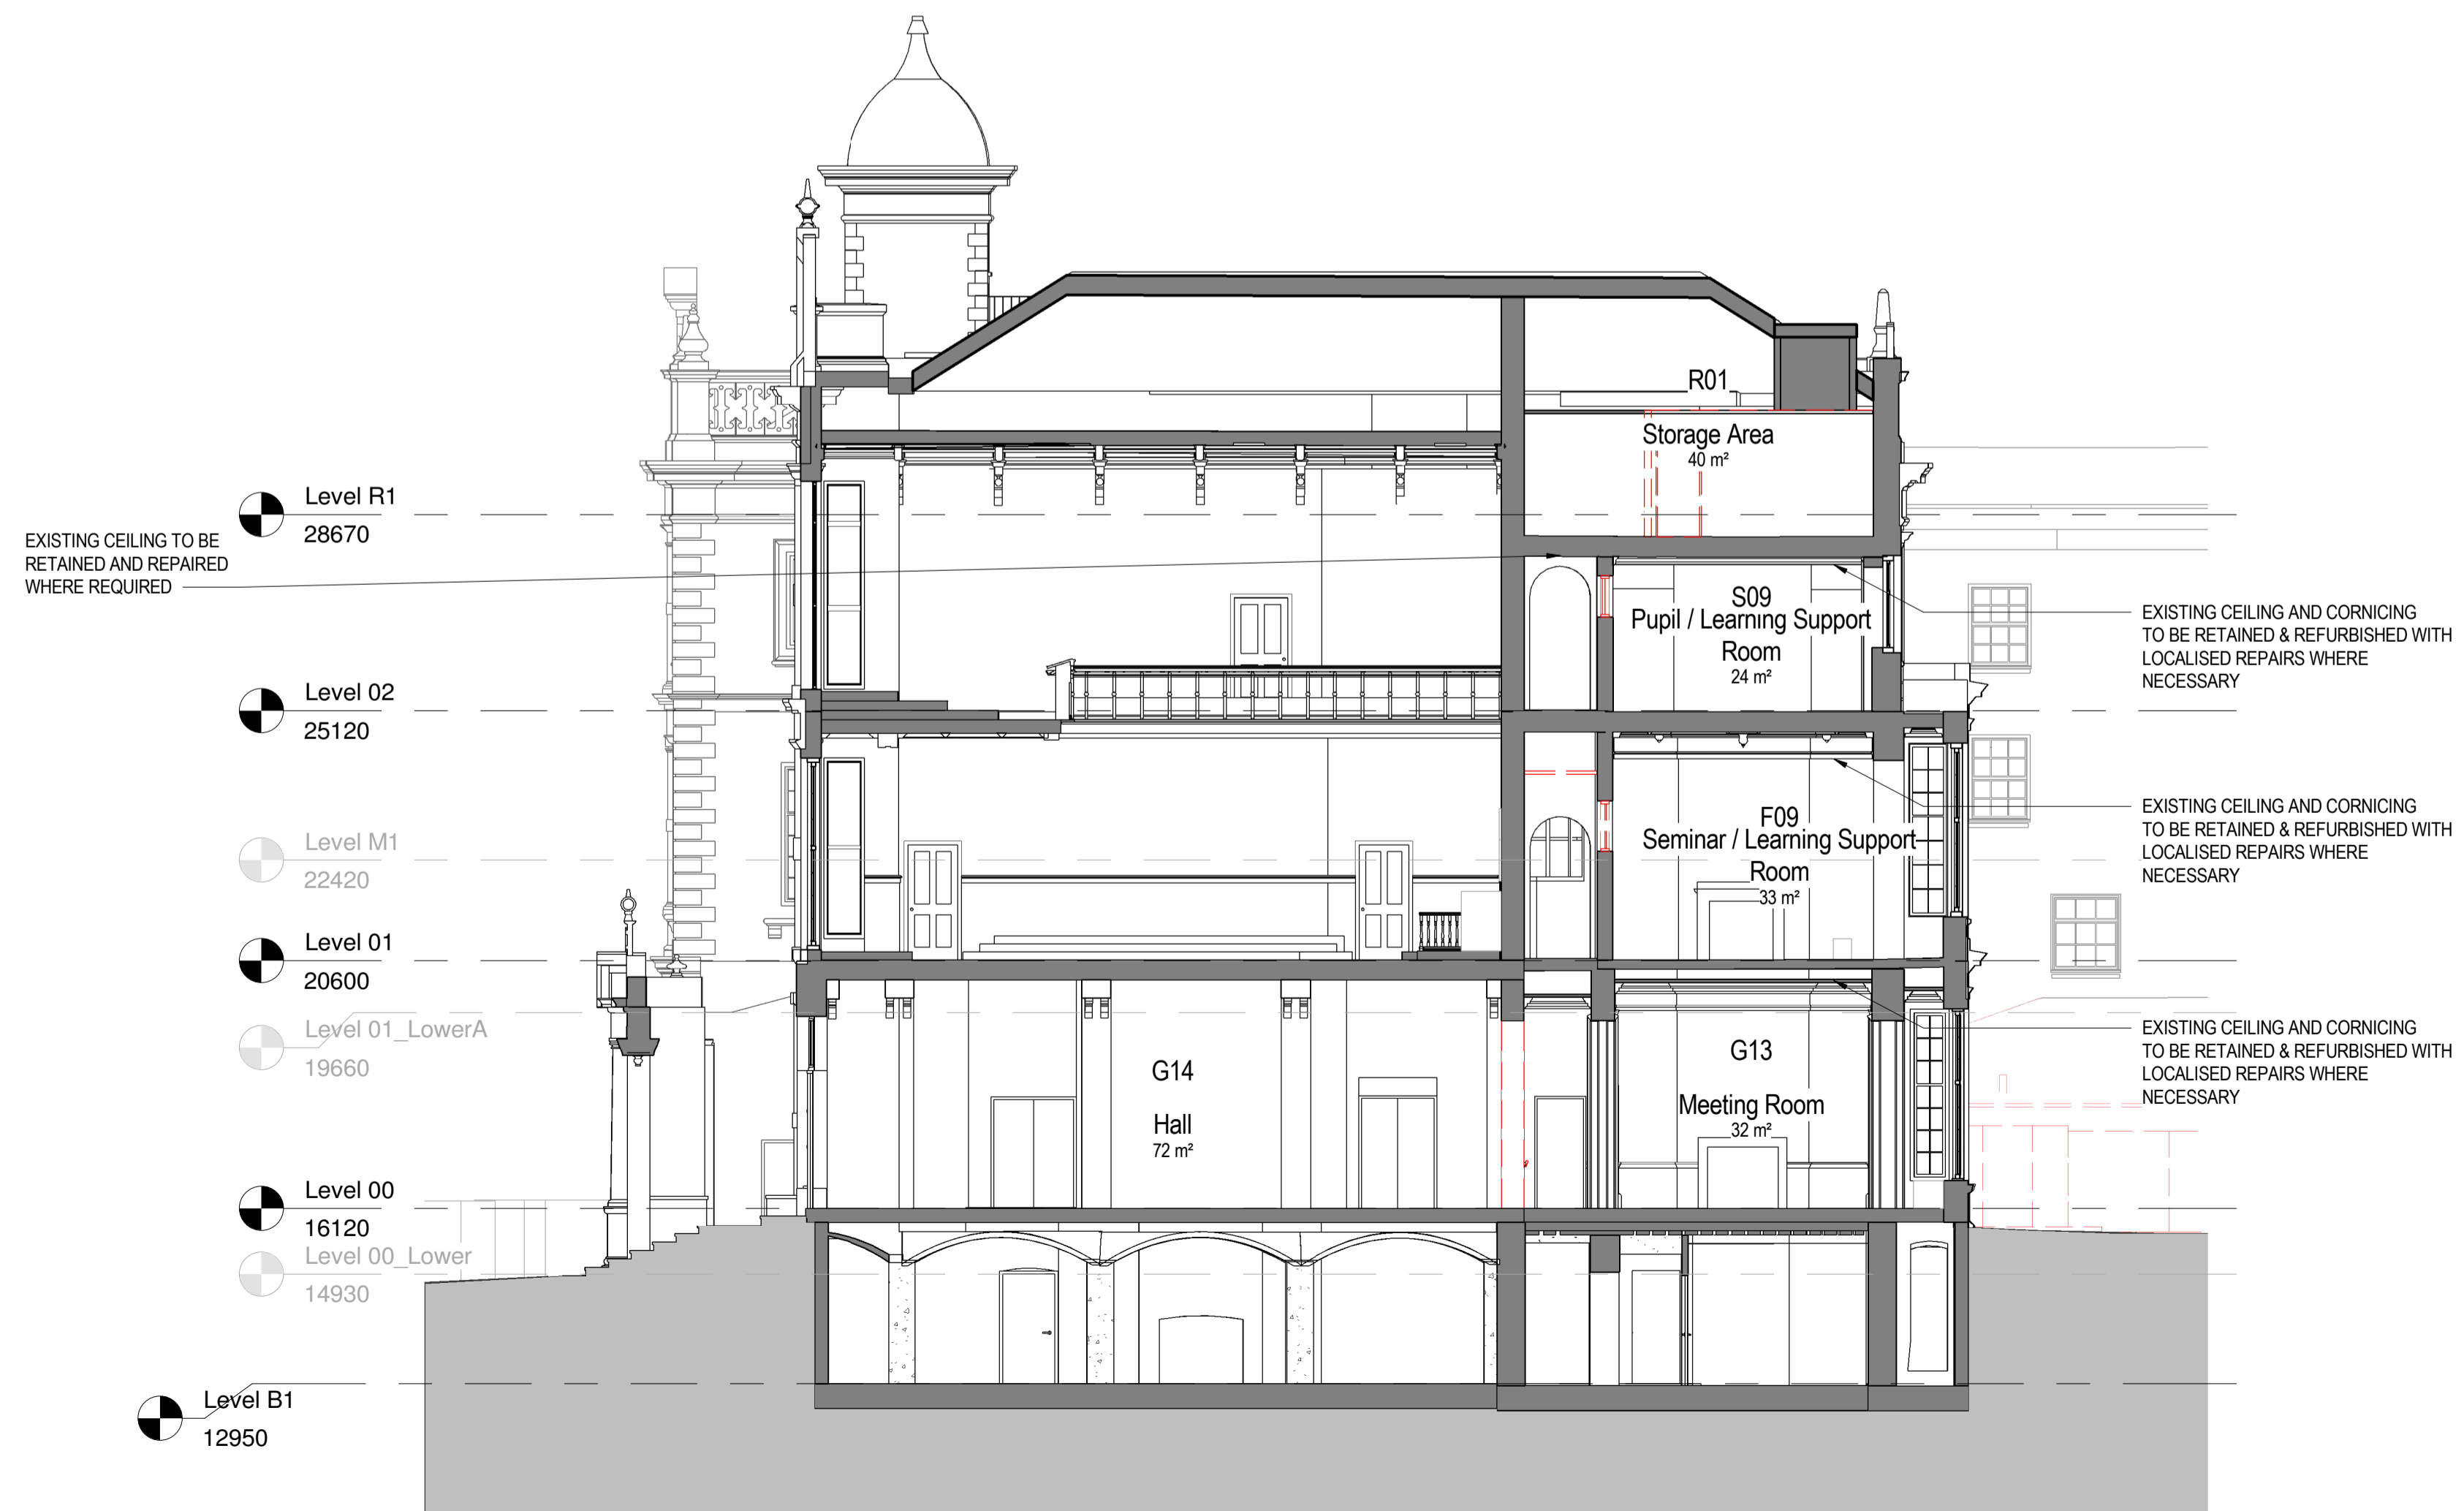 R01
Storage Area
40 m²
Level R1
28670
EXISTING CEILING TO BE
RETAINED AND REPAIRED
WHERE REQUIRED
S09
Pupil / Learning Support
Room
24 m²
EXISTING CEILING AND CORNICING
TO BE RETAINED & REFURBISHED WITH
LOCALISED REPAIRS WHERE
NECESSARY
Level 02
25120
F09
Seminar / Learning Support
Room
33 m²
EXISTING CEILING AND CORNICING
TO BE RETAINED & REFURBISHED WITH
LOCALISED REPAIRS WHERE
NECESSARY
Level M1
22420
Level 01
20600
Level 01_LowerA
19660
G14
Hall
72 m²
G13
Meeting Room
32 m²
EXISTING CEILING AND CORNICING
TO BE RETAINED & REFURBISHED WITH
LOCALISED REPAIRS WHERE
NECESSARY
Level 00
16120
Level 00_Lower
14930
Level B1
12950